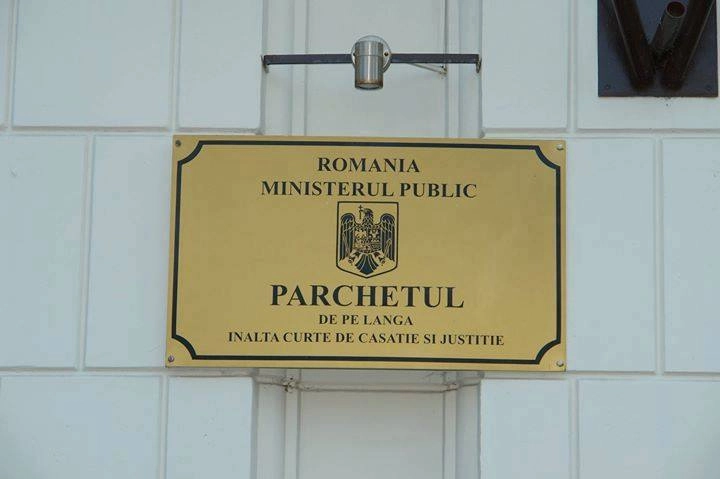 ROMANIA
MINISTERUL PUBLIC
PARCHETUL
DE PE LANGA
INALTA CURTE DE CASATIE SI JUSTITIE